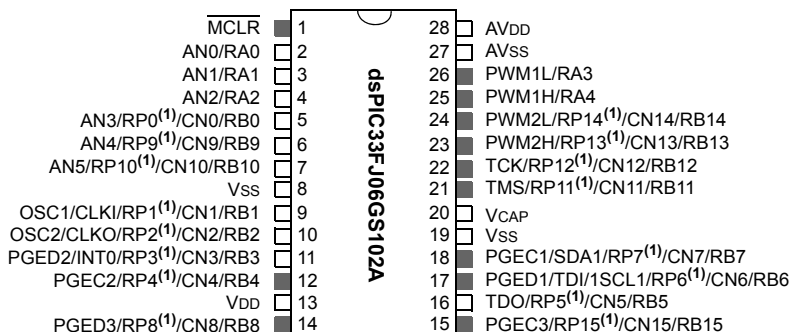 MCLR 1 28 AVDD
AN0/RA0 2 27 AVSS
AN1/RA1 3 26 PWM1L/RA3
AN2/RA2 4 25 PWM1H/RA4
AN3/RP0(1)/CN0/RB0 5 24 PWM2L/RP14(1)/CN14/RB14
AN4/RP9(1)/CN9/RB9 6 23 PWM2H/RP13(1)/CN13/RB13
AN5/RP10(1)/CN10/RB10 7 22 TCK/RP12(1)/CN12/RB12
VSS 8 21 TMS/RP11(1)/CN11/RB11
OSC1/CLKI/RP1(1)/CN1/RB1 9 20 VCAP
OSC2/CLKO/RP2(1)/CN2/RB2 10 19 VSS
PGED2/INT0/RP3(1)/CN3/RB3 11 18 PGEC1/SDA1/RP7(1)/CN7/RB7
PGEC2/RP4(1)/CN4/RB4 12 17 PGED1/TDI/1SCL1/RP6(1)/CN6/RB6
VDD 13 16 TDO/RP5(1)/CN5/RB5
PGED3/RP8(1)/CN8/RB8 14 15 PGEC3/RP15(1)/CN15/RB15
dsPIC33FJ06GS102A